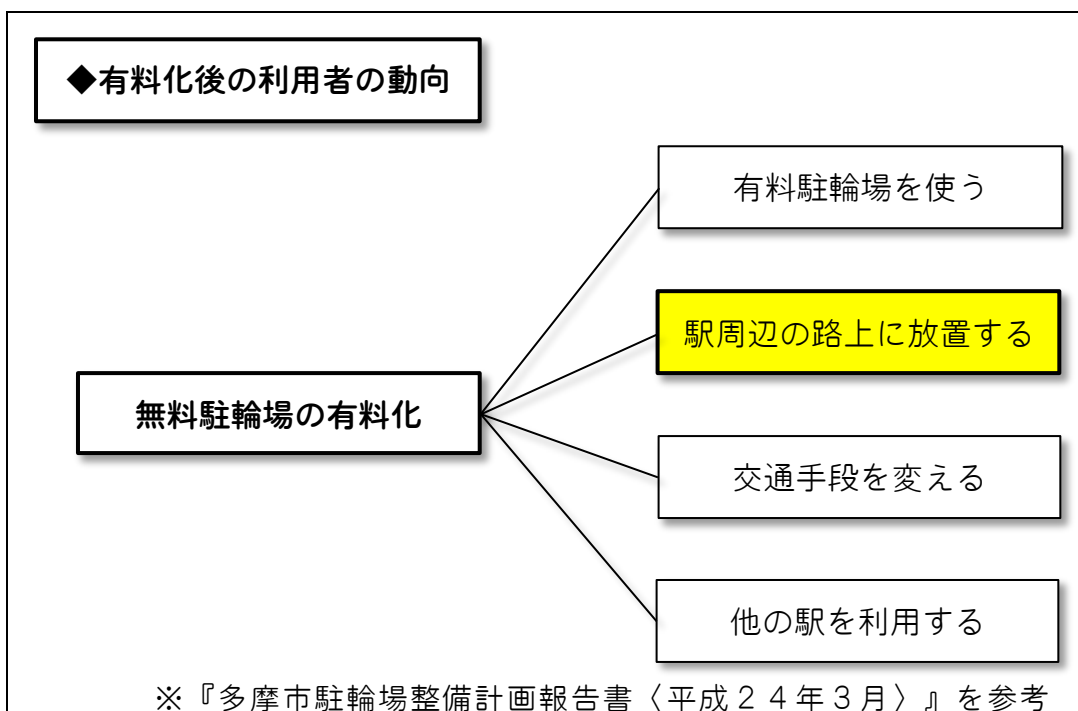 ◆有料化後の利用者の動向
有料駐輪場を使う
駅周辺の路上に放置する
無料駐輪場の有料化
交通手段を変える
他の駅を利用する
※『多摩市駐輪場整備計画報告書〈平成２４年３月〉』を参考